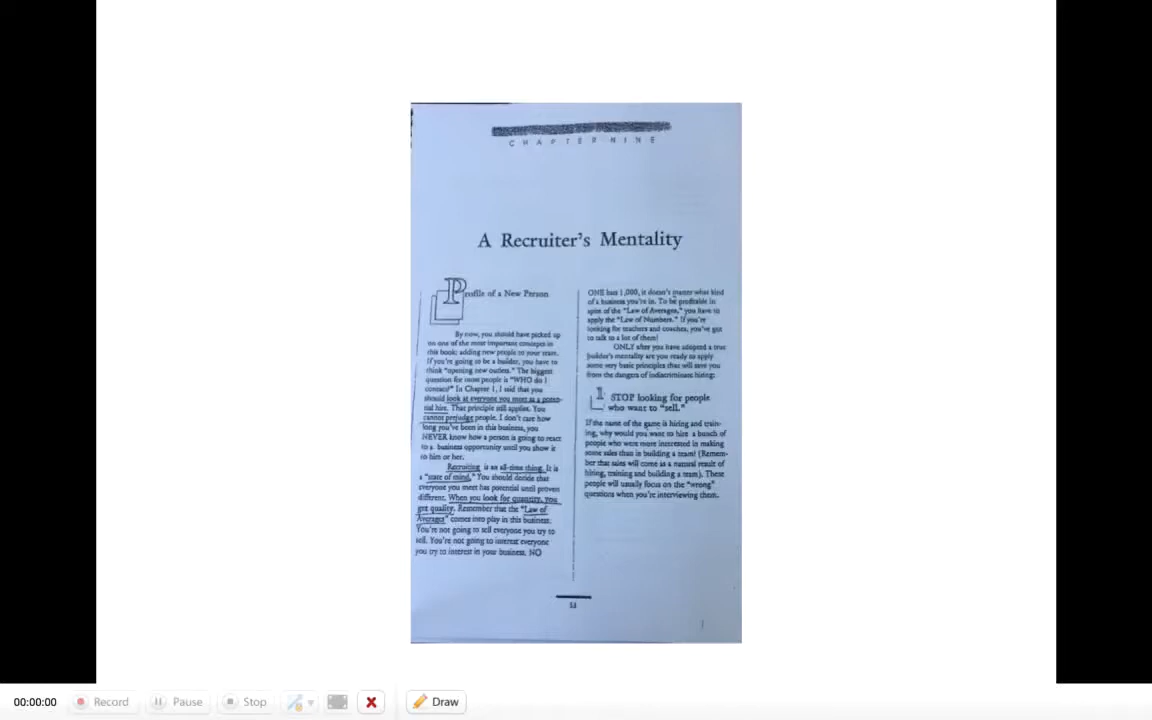 CHAPTER NINE
A Recruiter's Mentality
Profile of a New Person
By now, you should have picked up
on one of the most important concepts in
this book: adding new people to your team.
If you're going to be a builder, you have to
think "opening new outlets." The biggest
question for most people is "WHO do I
contact?" In Chapter 1, I said that you
should look at everyone you meet as a poten-
tial hire. That principle still applies. You
cannot prejudge people. I don't care how
long you've been in this business, you
NEVER know how a person is going to react
to a business opportunity until you show it
to him or her.
Recruiting is an all-time thing. It is
a "state of mind." You should decide that
everyone you meet has potential until proven
different. When you look for quantity, you
get quality. Remember that the "Law of
Averages" comes into play in this business.
You're not going to sell everyone you try to
sell. You're not going to interest everyone
you try to interest in your business. NO
ONE has! 1,000, it doesn't matter what kind
of a business you're in. To be profitable in
spite of the "Law of Averages," you have to
apply the "Law of Numbers." If you're
looking for teachers and coaches, you've got
to talk to a lot of them!
ONLY after you have adopted a true
builder's mentality are you ready to apply
some very basic principles that will save you
from the dangers of indiscriminate hiring:
1 STOP looking for people
who want to "sell."
If the name of the game is hiring and train-
ing, why would you want to hire a bunch of
people who were more interested in making
some sales than in building a team? (Remem-
ber that sales will come as a natural result of
hiring, training and building a team). These
people will usually focus on the "wrong"
questions when you're interviewing them.
00:00:00 Record Pause Stop Draw